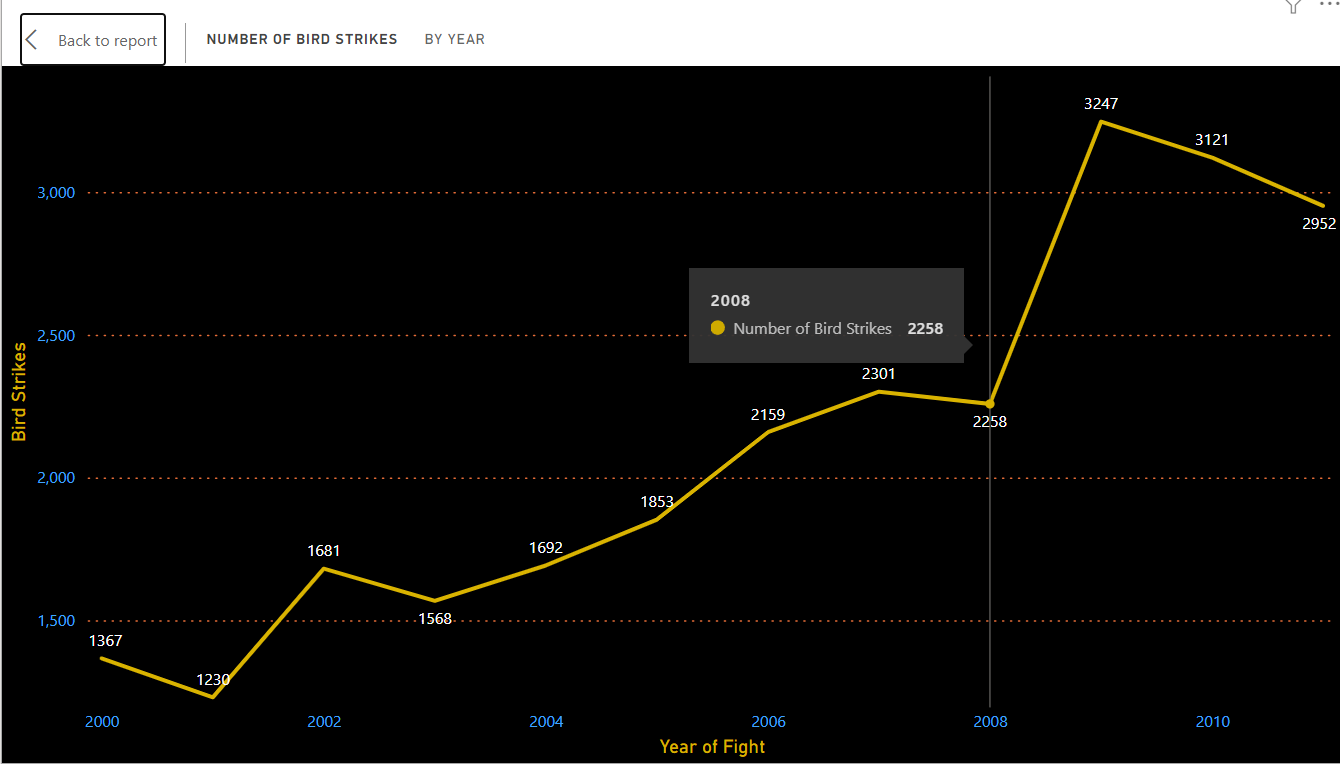 Back to report
NUMBER OF BIRD STRIKES BY YEAR
3247
3121
3,000
2952
2008
Number of Bird Strikes 2258
2,500
2301
2258
2159
2,000
1853
1692
1681
1568
1,500
1367
1230
Bird Strikes
2000 2002 2004 2006 2008 2010
Year of Fight